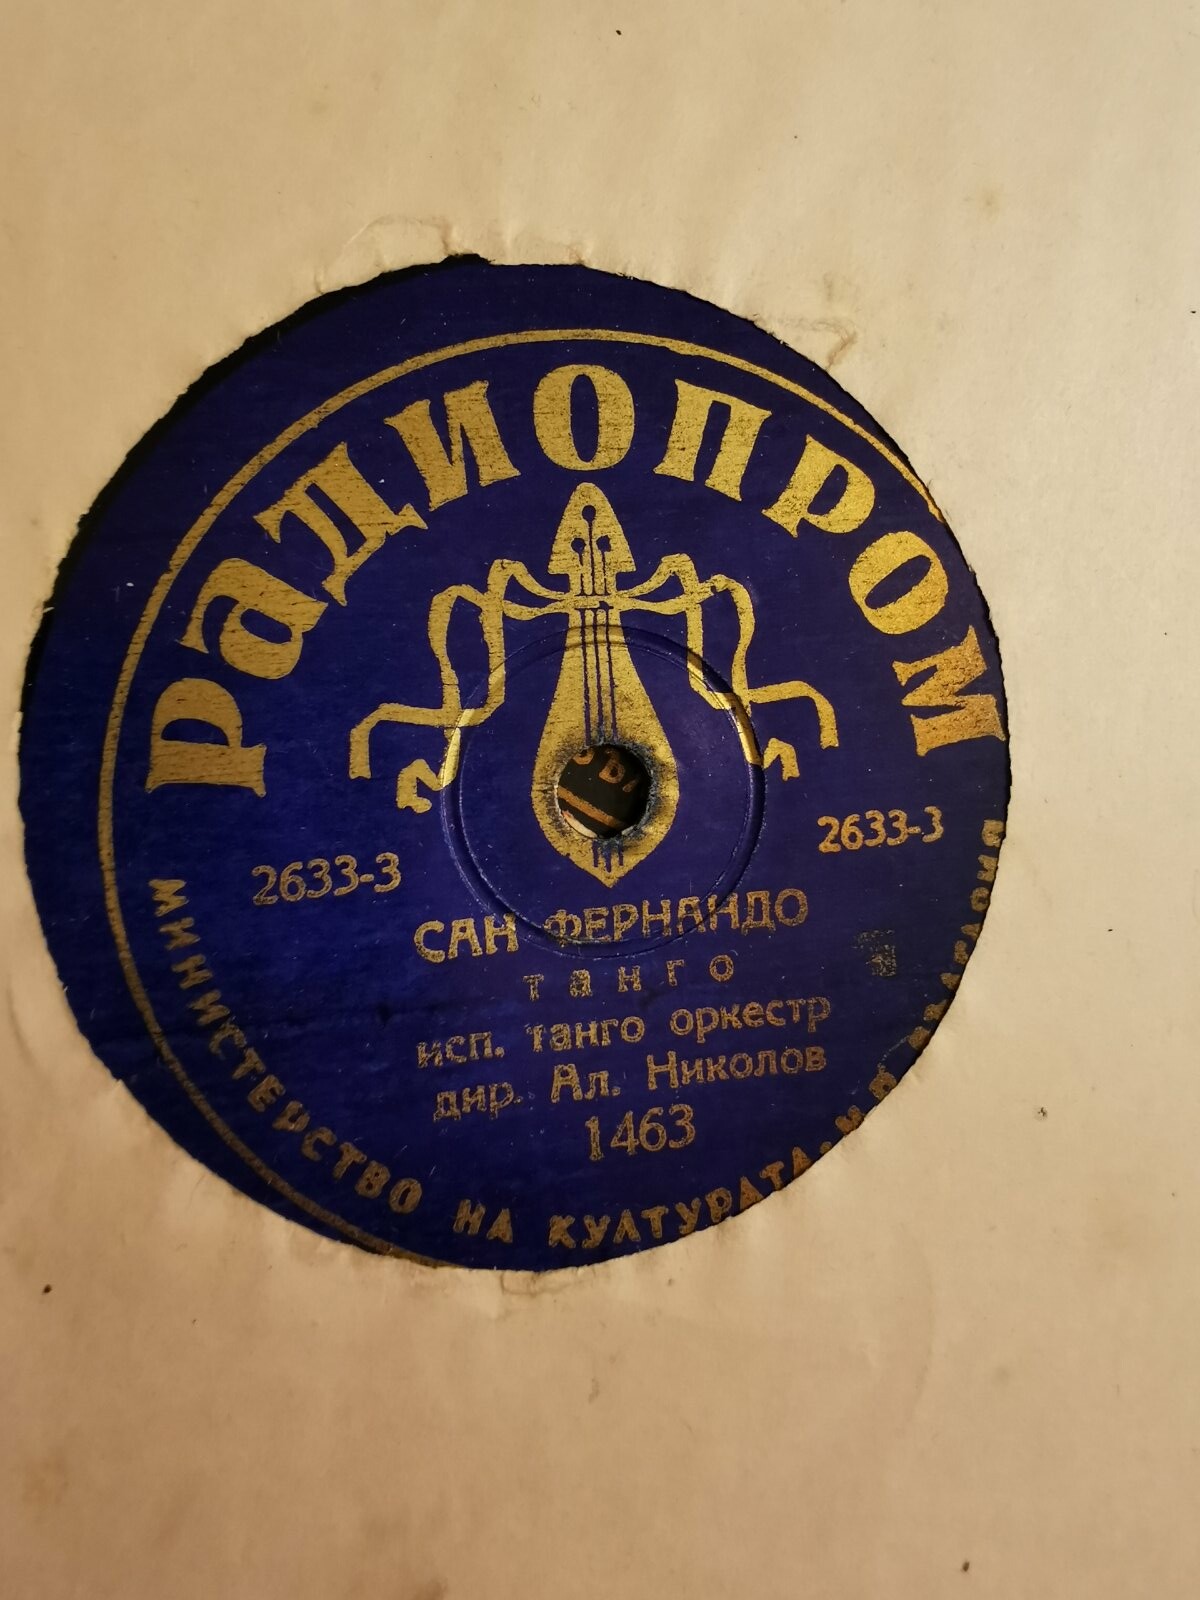 РАДИОПРОМ
2633-3
2633-3
САН ФЕРНАНДО
танго
исп. танго оркестр
дир. Ал. Николов
1463
МИНИСТЕРСТВО НА КУЛТУРАТА